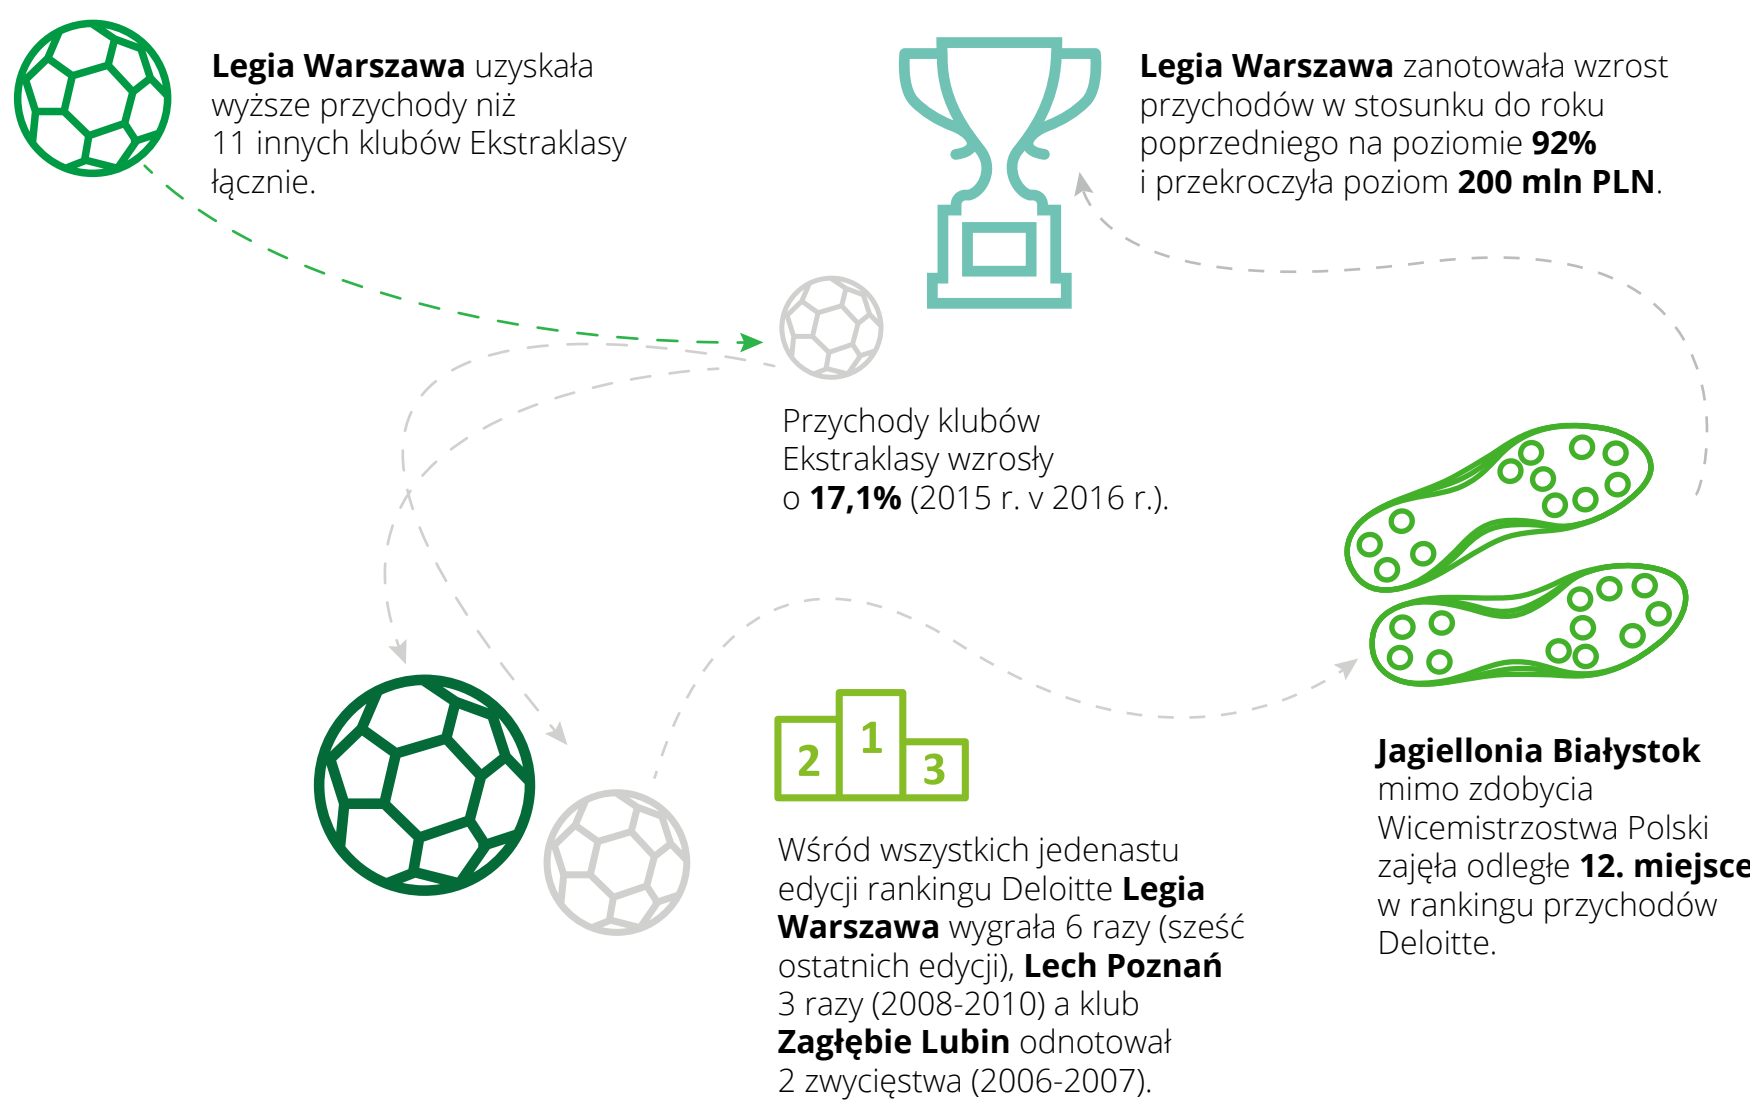 Legia Warszawa uzyskała
wyższe przychody niż
11 innych klubów Ekstraklasy
łącznie.
Legia Warszawa zanotowała wzrost
przychodów w stosunku do roku
poprzedniego na poziomie 92%
i przekroczyła poziom 200 mln PLN.
Przychody klubów
Ekstraklasy wzrosły
o 17,1% (2015 r. v 2016 r.).
2
1
3
Wśród wszystkich jedenastu
edycji rankingu Deloitte Legia
Warszawa wygrała 6 razy (sześć
ostatnich edycji), Lech Poznań
3 razy (2008-2010) a klub
Zagłębie Lubin odnotował
2 zwycięstwa (2006-2007).
Jagiellonia Białystok
mimo zdobycia
Wicemistrzostwa Polski
zajęła odległe 12. miejsce
w rankingu przychodów
Deloitte.